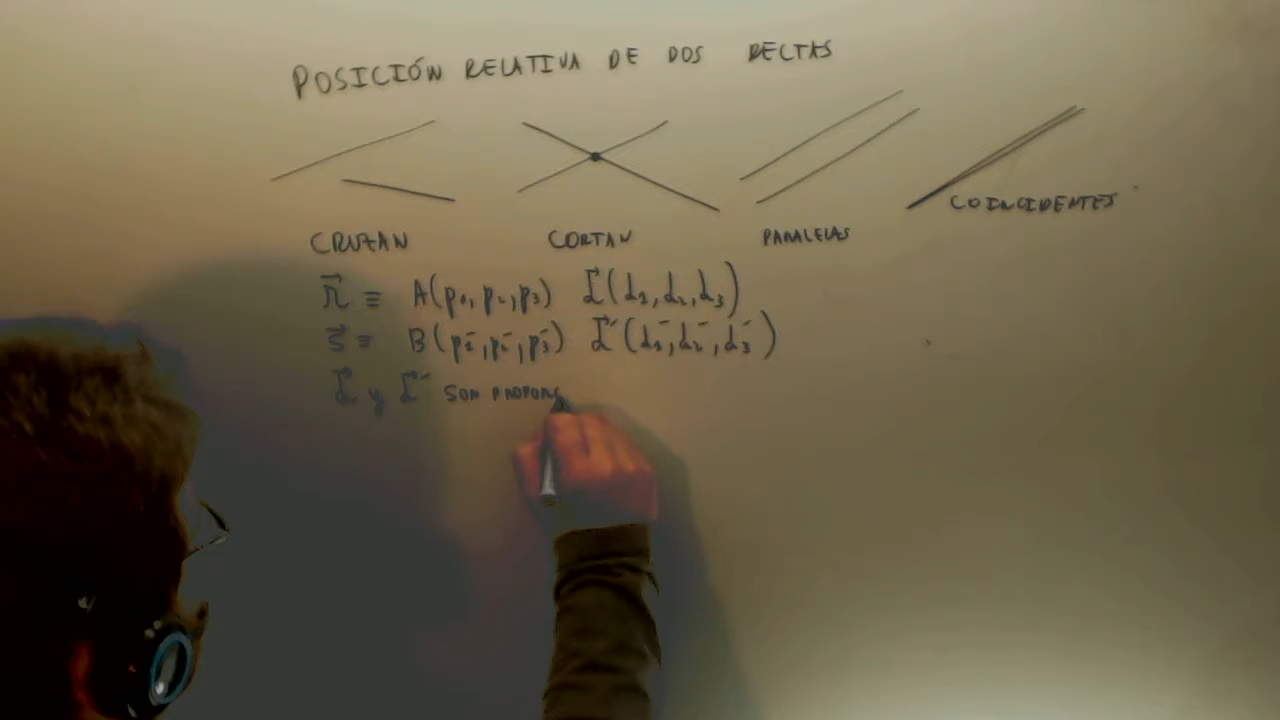 POSICIÓN RELATIVA DE DOS RECTAS
CRUZAN CORTAN PARALELAS COINCIDENTES
r⃗ ≡ A(p₁, p₂, p₃) d⃗(d₁, d₂, d₃)
s⃗ ≡ B(p₁´, p₂´, p₃´) d⃗´(d₁´, d₂´, d₃´)
d⃗ y d⃗´ SON PROPORC